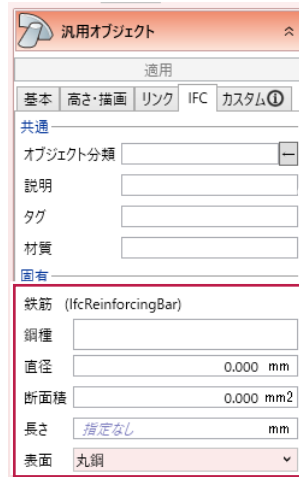 汎用オブジェクト
適用
基本 高さ・描画 リンク IFC カスタム
共通
オブジェクト分類 ←
説明
タグ
材質
固有
鉄筋 (IfcReinforcingBar)
鋼種
直径 0.000 mm
断面積 0.000 mm2
長さ 指定なし mm
表面 丸鋼